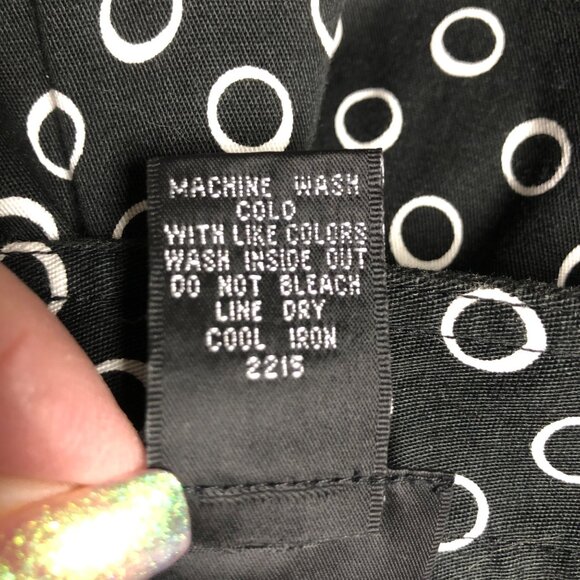 MACHINE WASH
COLD
WITH LIKE COLORS
WASH INSIDE OUT
DO NOT BLEACH
LINE DRY
COOL IRON
2215